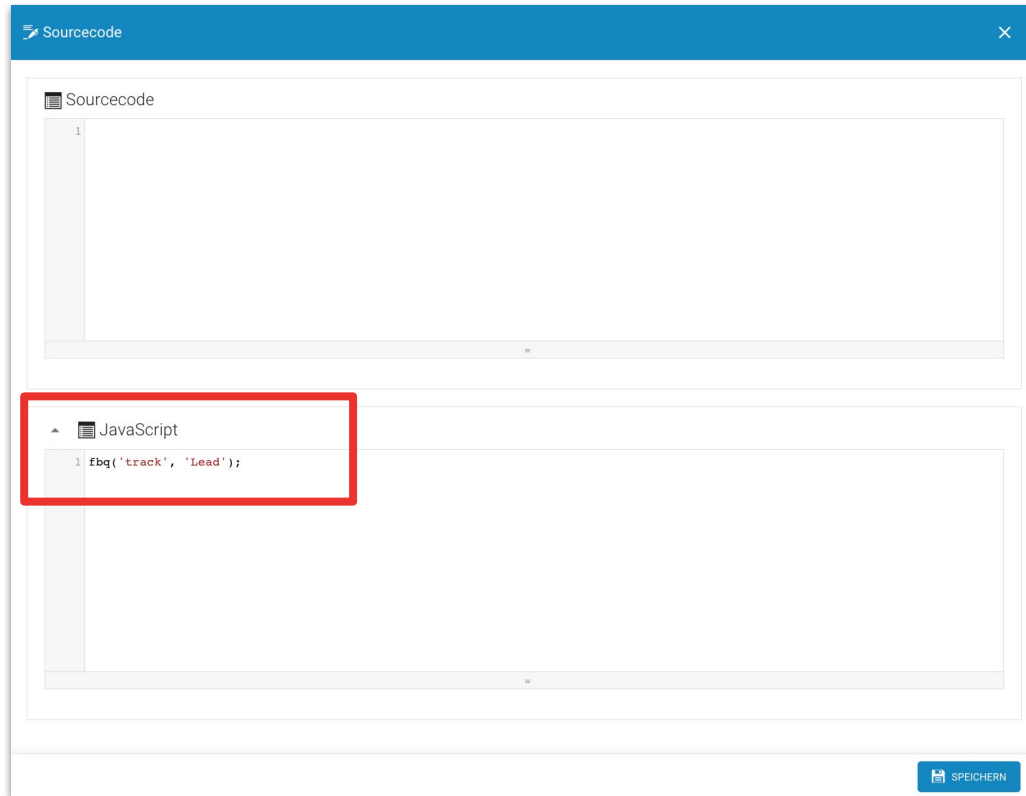 Sourcecode
Sourcecode
1
JavaScript
1 fbq('track', 'Lead');
SPEICHERN